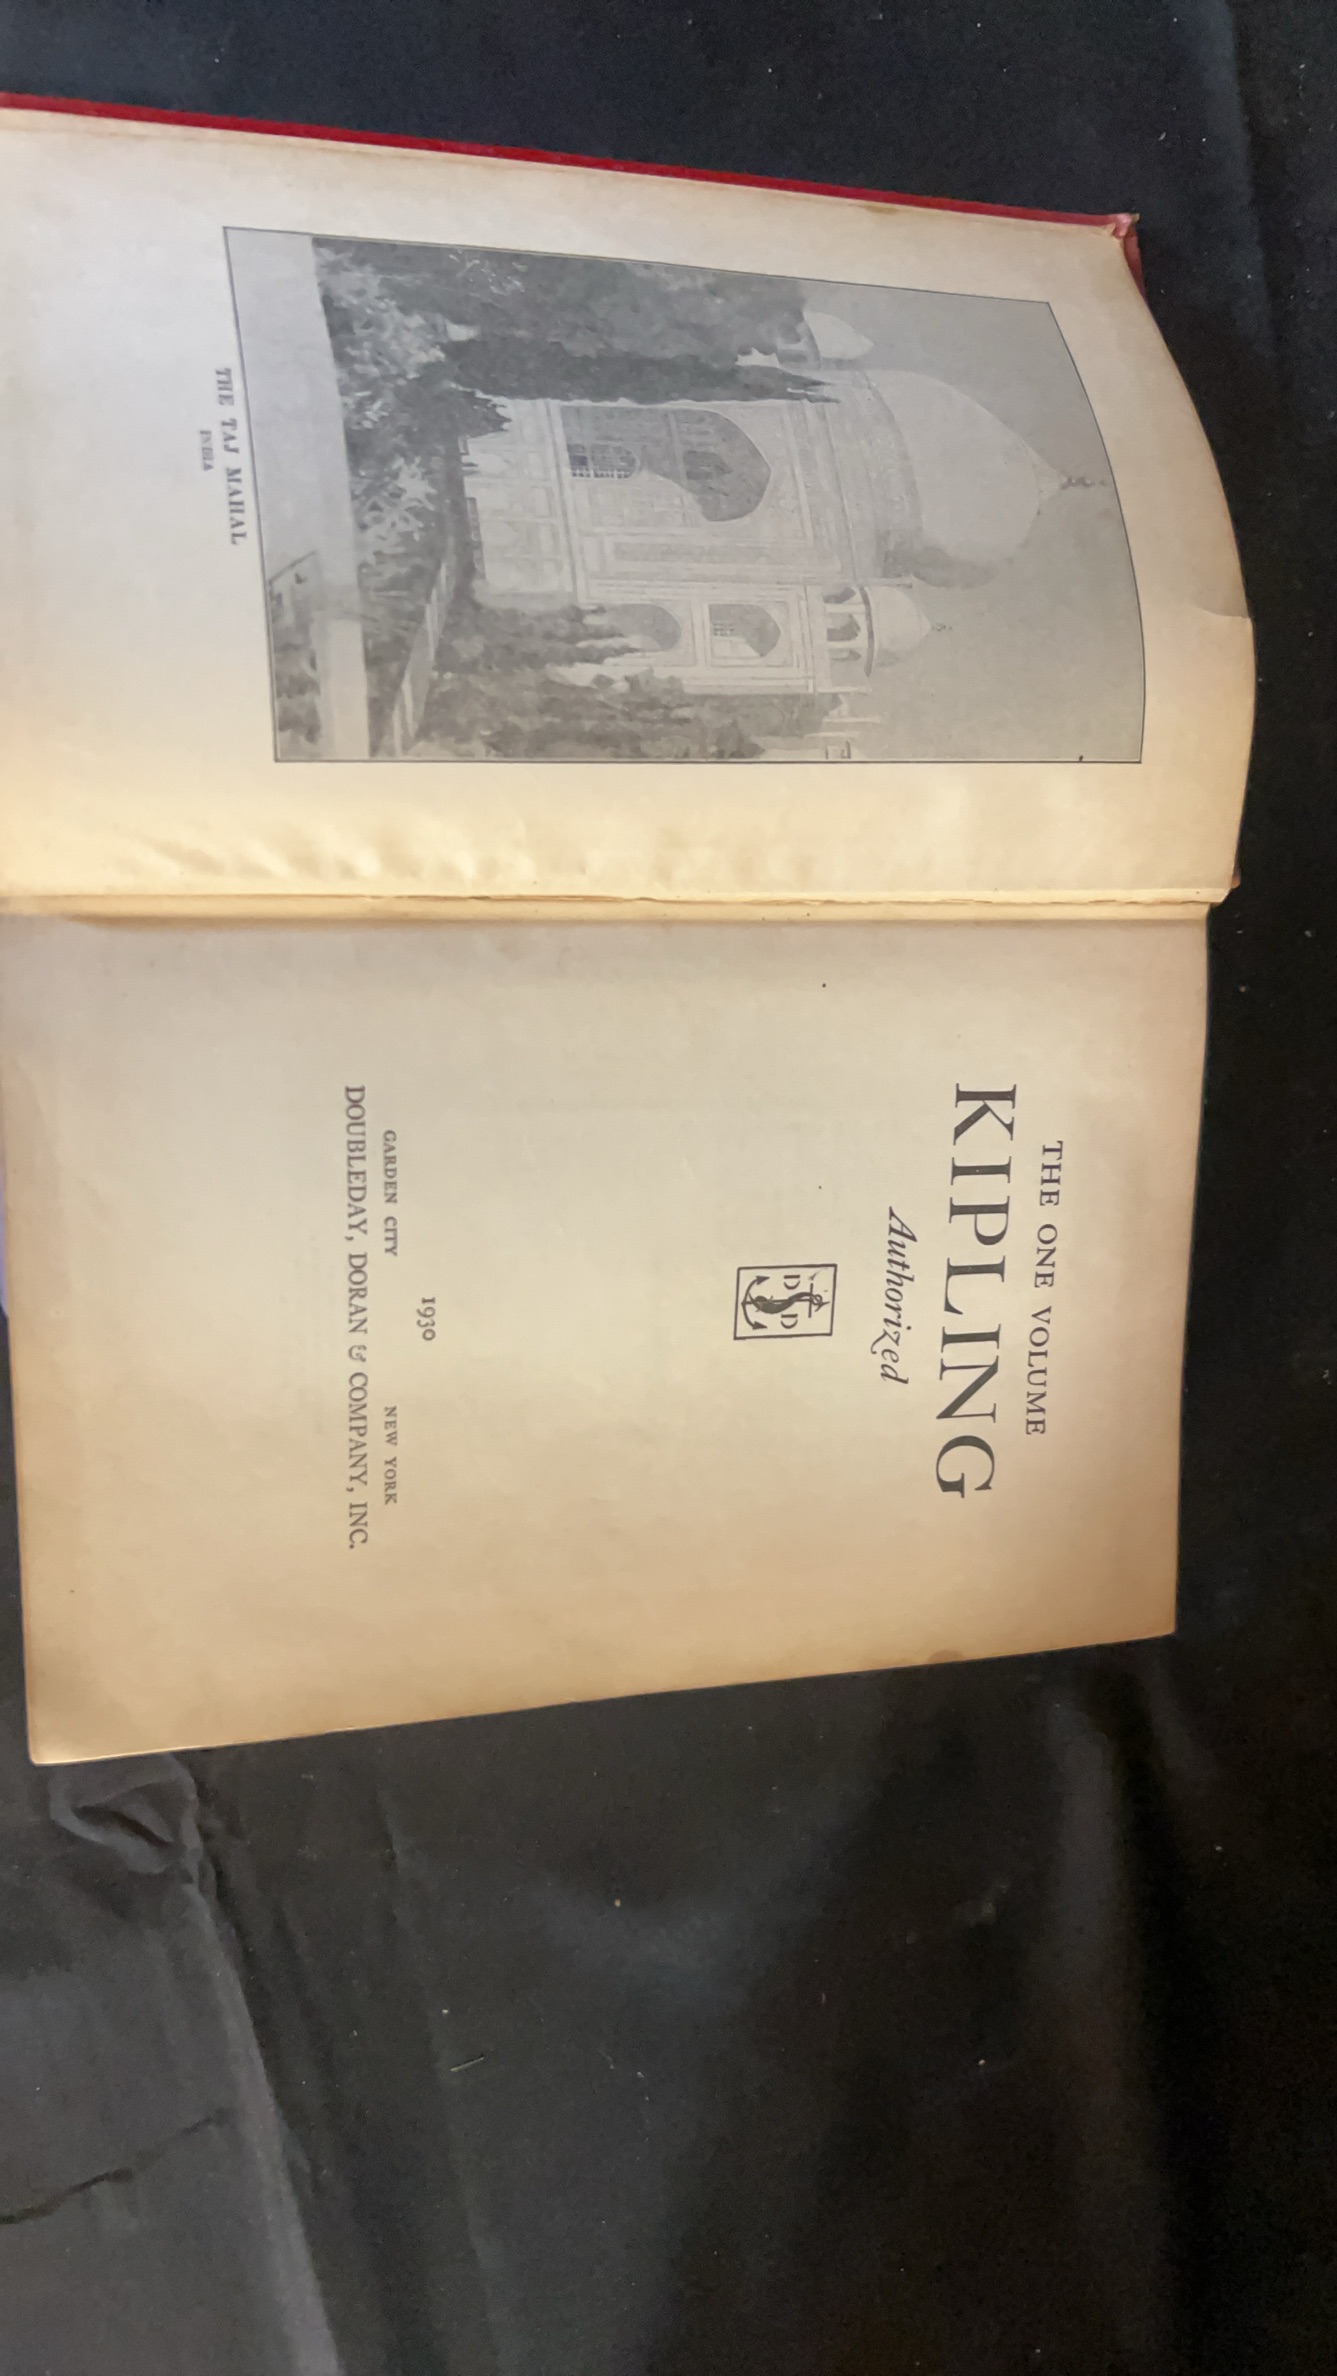 THE TAJ MAHAL
INDIA
THE ONE VOLUME
KIPLING
Authorized
D D
1930
GARDEN CITY NEW YORK
DOUBLEDAY, DORAN & COMPANY, INC.